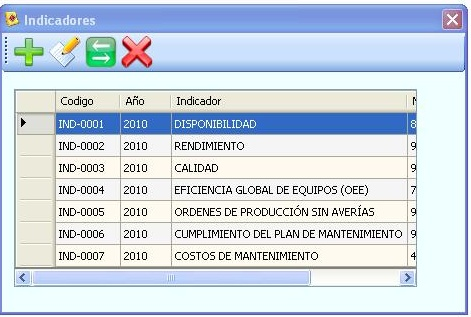 Indicadores
Codigo Año Indicador
IND-0001 2010 DISPONIBILIDAD 8
IND-0002 2010 RENDIMIENTO 9
IND-0003 2010 CALIDAD 9
IND-0004 2010 EFICIENCIA GLOBAL DE EQUIPOS (OEE) 7
IND-0005 2010 ORDENES DE PRODUCCIÓN SIN AVERÍAS 9
IND-0006 2010 CUMPLIMIENTO DEL PLAN DE MANTENIMIENTO 9
IND-0007 2010 COSTOS DE MANTENIMIENTO 4